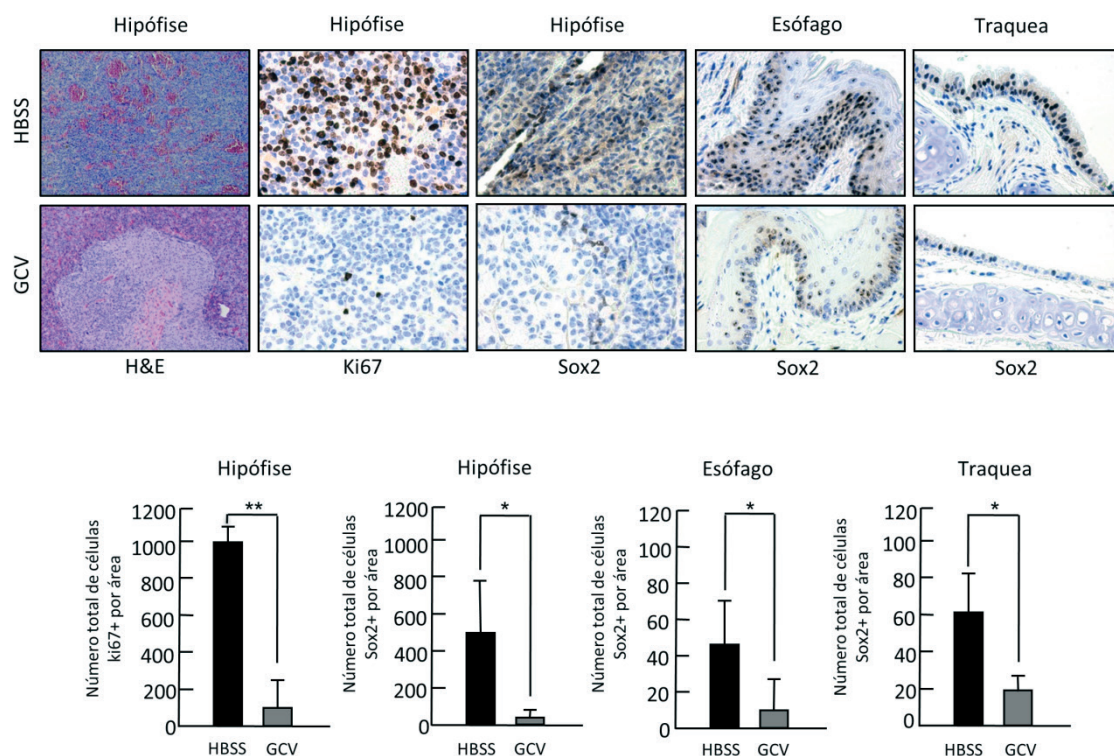 Hipófise
Hipófise
Hipófise
Esófago
Traquea
HBSS
GCV
H&E
Ki67
Sox2
Sox2
Sox2
Hipófise
Número total de células
ki67+ por área
1200
1000
800
600
400
200
0
**
HBSS
GCV
Hipófise
Número total de células
Sox2+ por área
1200
1000
800
600
400
200
0
*
HBSS
GCV
Esófago
Número total de células
Sox2+ por área
120
100
80
60
40
20
0
*
HBSS
GCV
Traquea
Número total de células
Sox2+ por área
120
100
80
60
40
20
0
*
HBSS
GCV